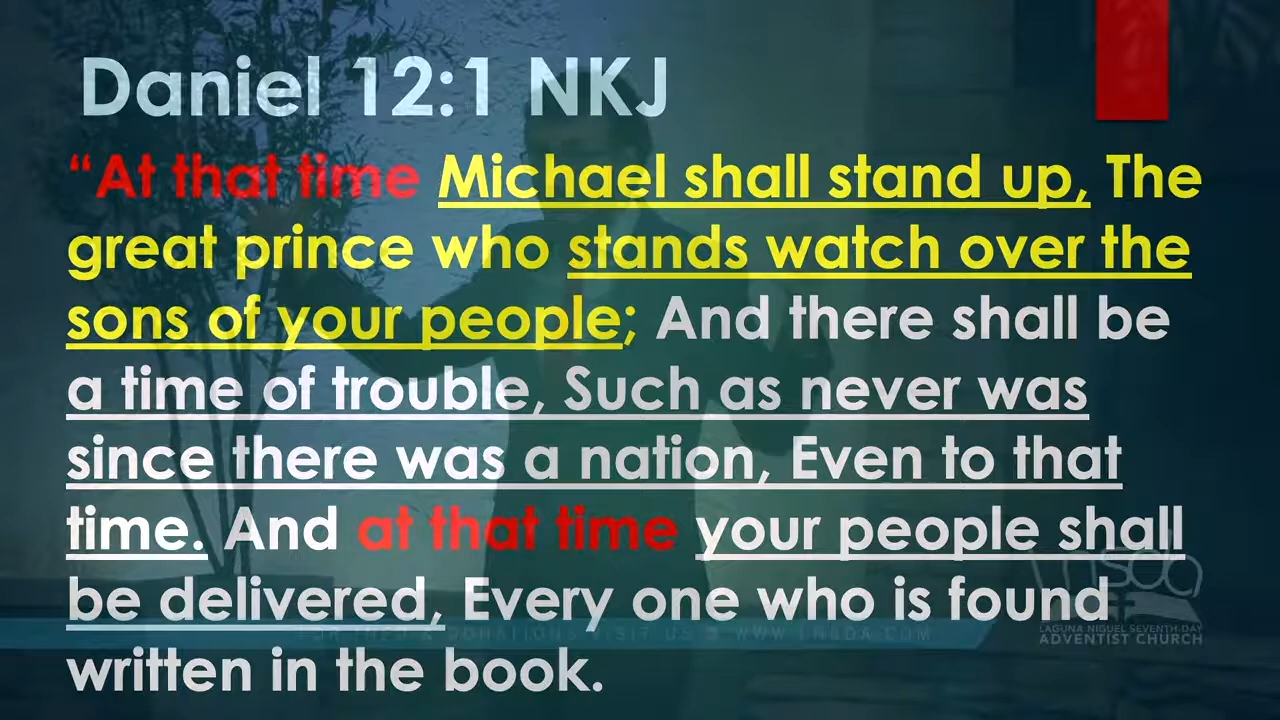 Daniel 12:1 NKJ
“At that time Michael shall stand up, The
great prince who stands watch over the
sons of your people; And there shall be
a time of trouble, Such as never was
since there was a nation, Even to that
time. And at that time your people shall
be delivered, Every one who is found
written in the book.
lnsda
LAGUNA NIGUEL SEVENTH-DAY
ADVENTIST CHURCH